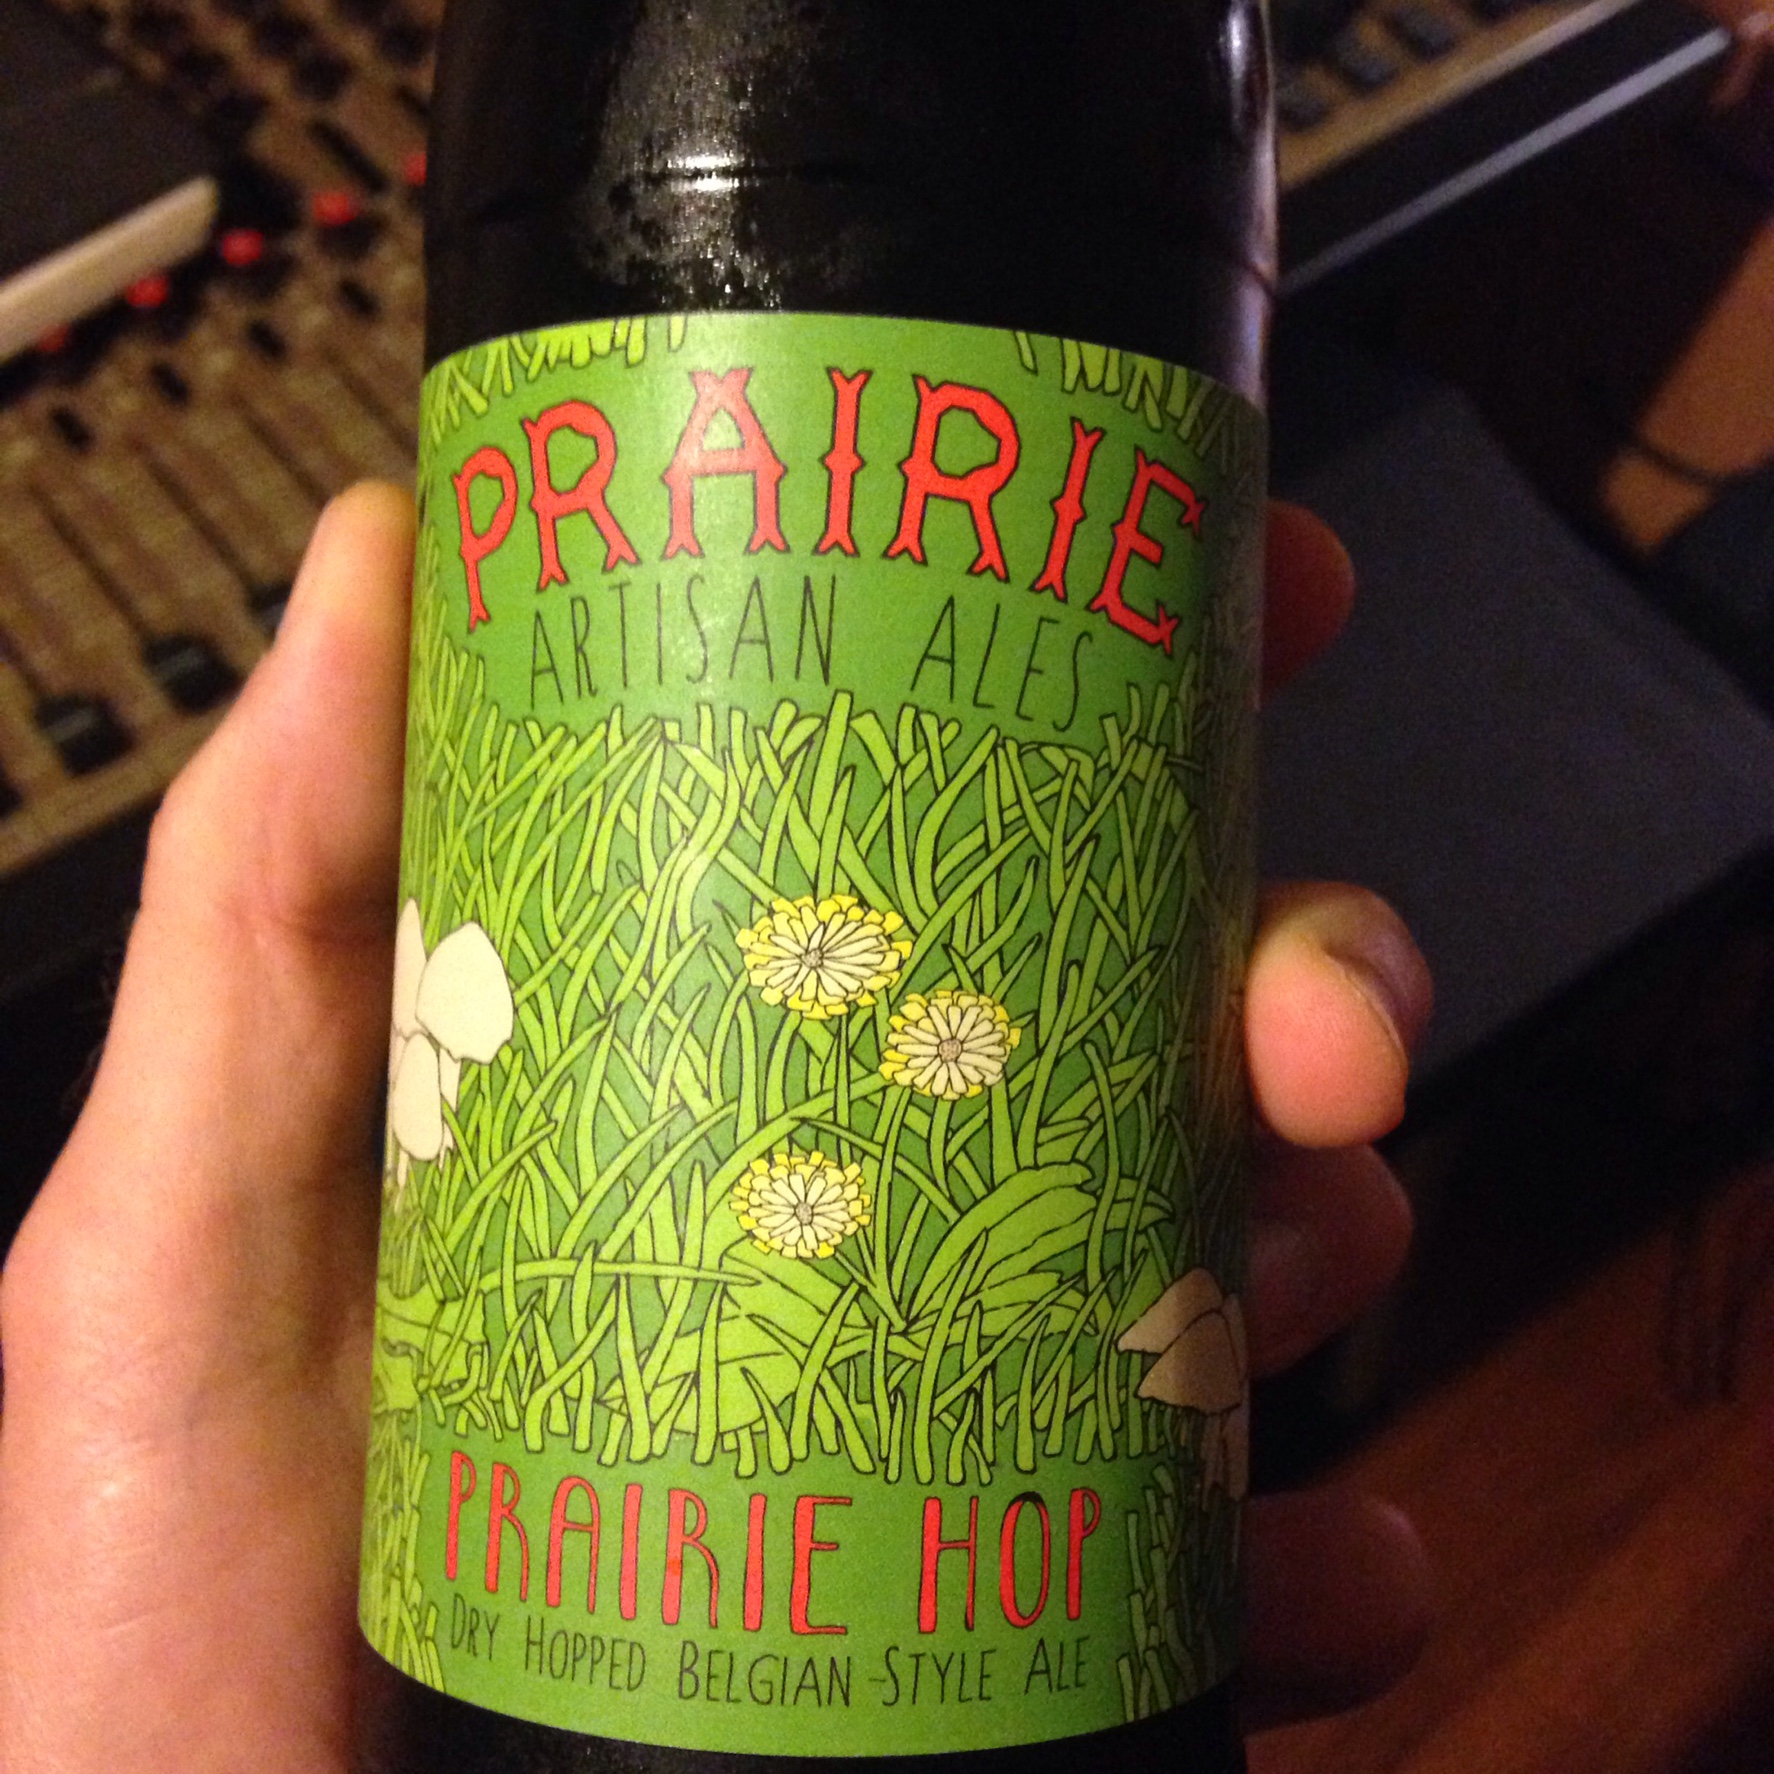 PRAIRIE
ARTISAN ALES
PRAIRIE HOP
DRY HOPPED BELGIAN-STYLE ALE